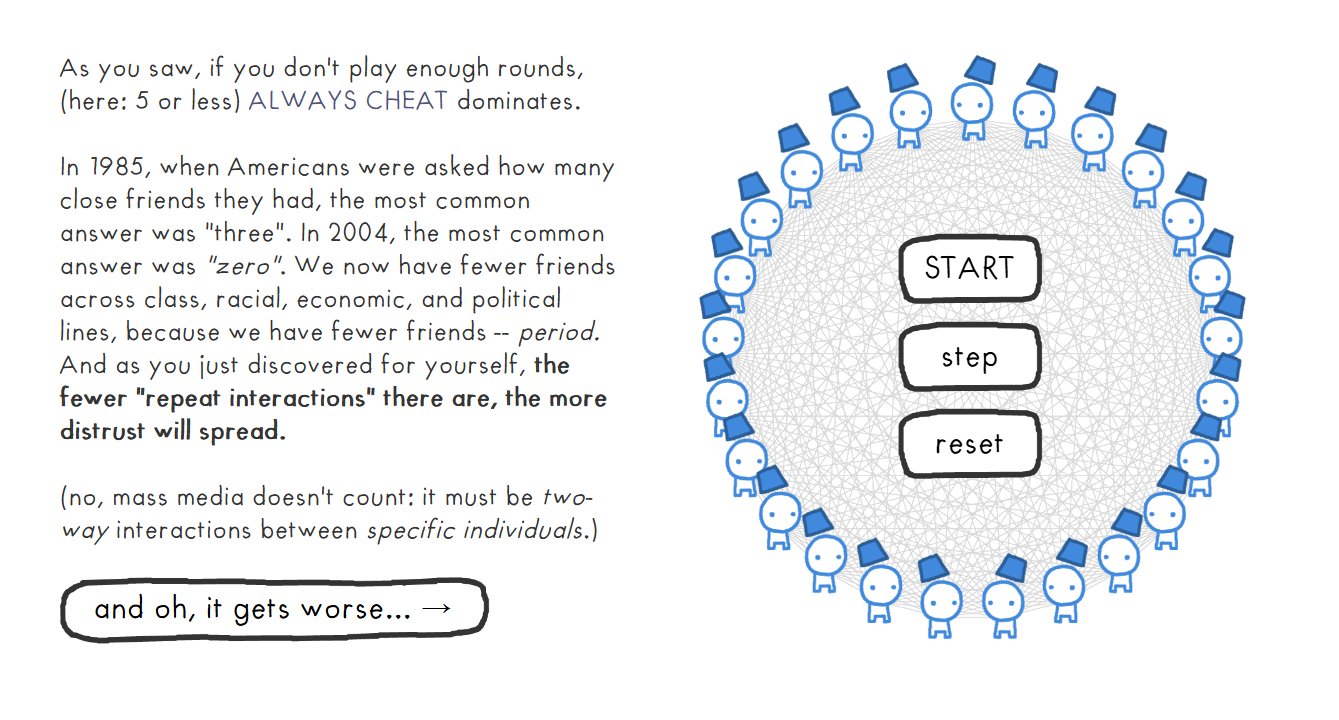 As you saw, if you don't play enough rounds,
(here: 5 or less) ALWAYS CHEAT dominates.
In 1985, when Americans were asked how many
close friends they had, the most common
answer was "three". In 2004, the most common
answer was "zero". We now have fewer friends
across class, racial, economic, and political
lines, because we have fewer friends -- period.
And as you just discovered for yourself, the
fewer "repeat interactions" there are, the more
distrust will spread.
(no, mass media doesn't count: it must be two-
way interactions between specific individuals.)
and oh, it gets worse... →
START
step
reset